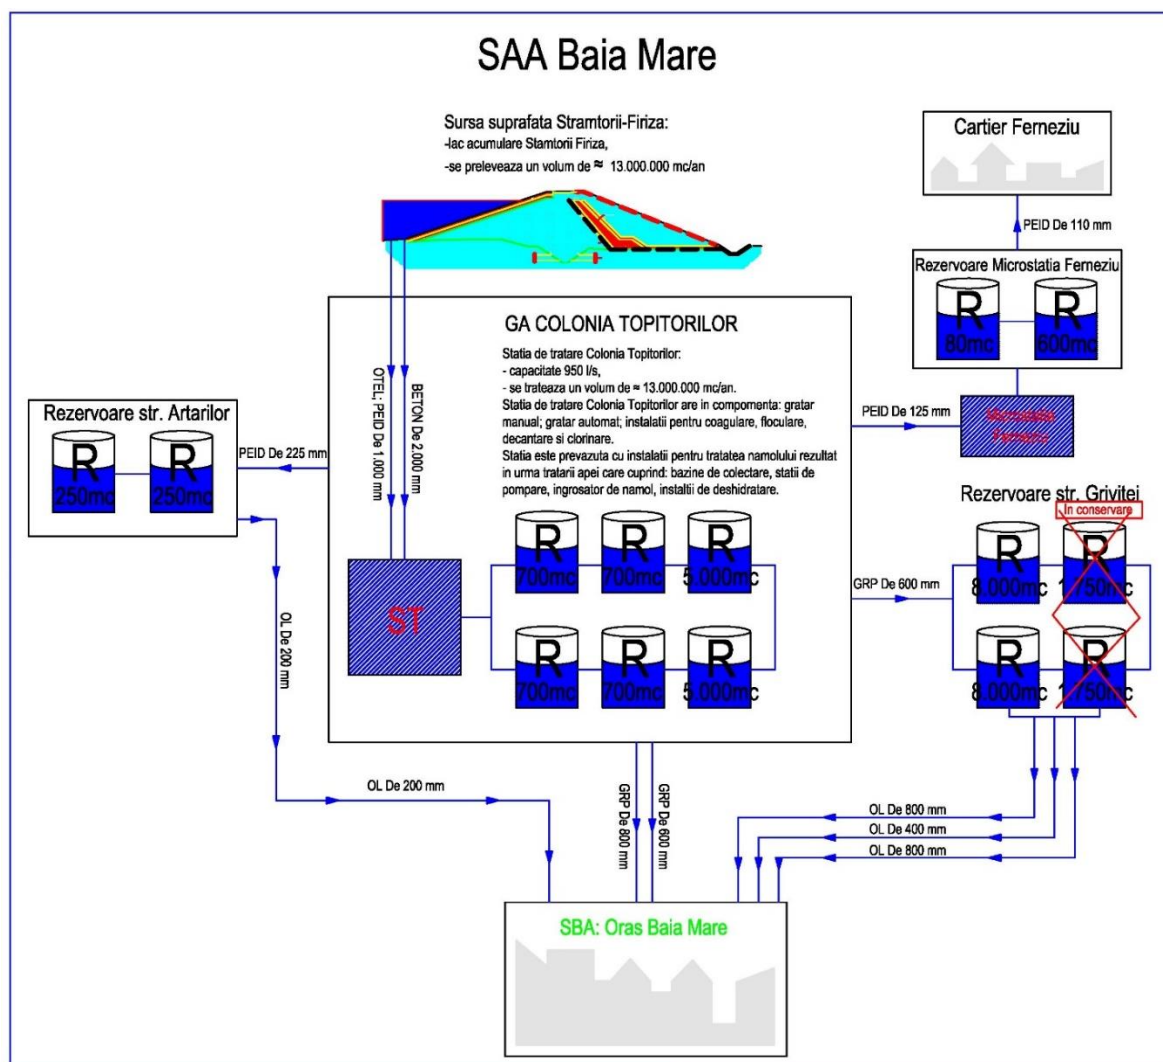 SAA Baia Mare
Sursa suprafata Stramtorii-Firiza:
-lac acumulare Stamtorii Firiza,
-se preleveaza un volum de ≈ 13.000.000 mc/an
Cartier Ferneziu
PEID De 110 mm
Rezervoare Microstatia Ferneziu
R
80mc
R
600mc
PEID De 125 mm
Microstatia
Ferneziu
GA COLONIA TOPITORILOR
Statia de tratare Colonia Topitorilor:
- capacitate 950 l/s,
- se trateaza un volum de ≈ 13.000.000 mc/an.
Statia de tratare Colonia Topitorilor are in componenta: gratar
manual; gratar automat; instalatii pentru coagulare, floculare,
decantare si clorinare.
Statia este prevazuta cu instalatii pentru tratatea namolului rezultat
in urma tratarii apei care cuprind: bazine de colectare, statii de
pompare, ingrosator de namol, instaltii de deshidratare.
OTEL; PEID De 1.000 mm
BETON De 2.000 mm
Rezervoare str. Artarilor
R
250mc
R
250mc
PEID De 225 mm
ST
R
700mc
R
700mc
R
5.000mc
R
700mc
R
700mc
R
5.000mc
GRP De 600 mm
Rezervoare str. Grivitei
In conservare
R
8.000mc
R
1.750mc
R
8.000mc
R
1.750mc
OL De 200 mm
OL De 200 mm
GRP De 800 mm
GRP De 600 mm
OL De 800 mm
OL De 400 mm
OL De 800 mm
SBA: Oras Baia Mare